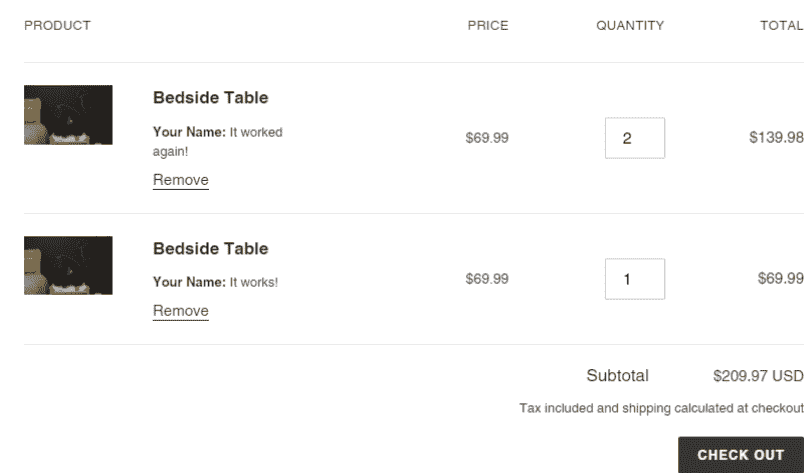 PRODUCT PRICE QUANTITY TOTAL
Bedside Table
Your Name: It worked
again!
$69.99 2 $139.98
Remove
Bedside Table
Your Name: It works!
$69.99 1 $69.99
Remove
Subtotal $209.97 USD
Tax included and shipping calculated at checkout
CHECK OUT